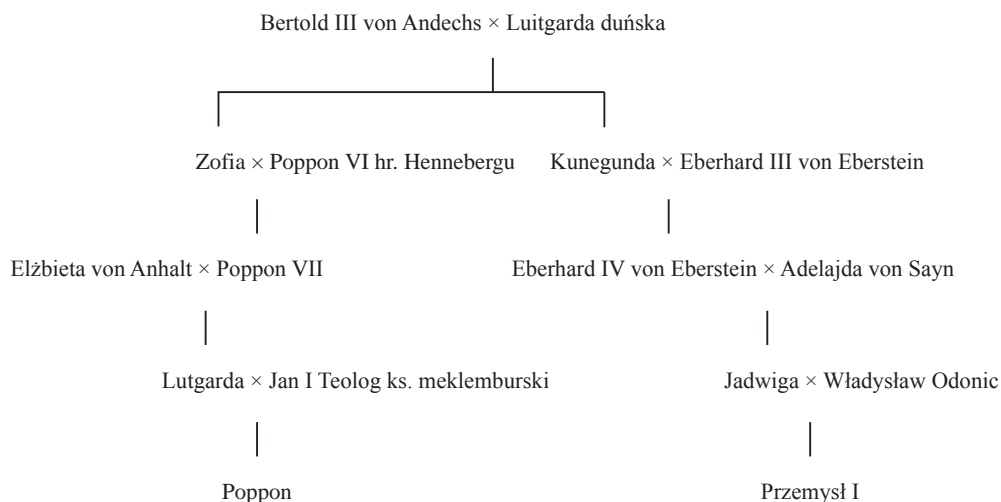 Bertold III von Andechs × Luitgarda duńska
Zofia × Poppon VI hr. Hennebergu
Kunegunda × Eberhard III von Eberstein
Elżbieta von Anhalt × Poppon VII
Eberhard IV von Eberstein × Adelajda von Sayn
Lutgarda × Jan I Teolog ks. meklemburski
Jadwiga × Władysław Odonic
Poppon
Przemysł I